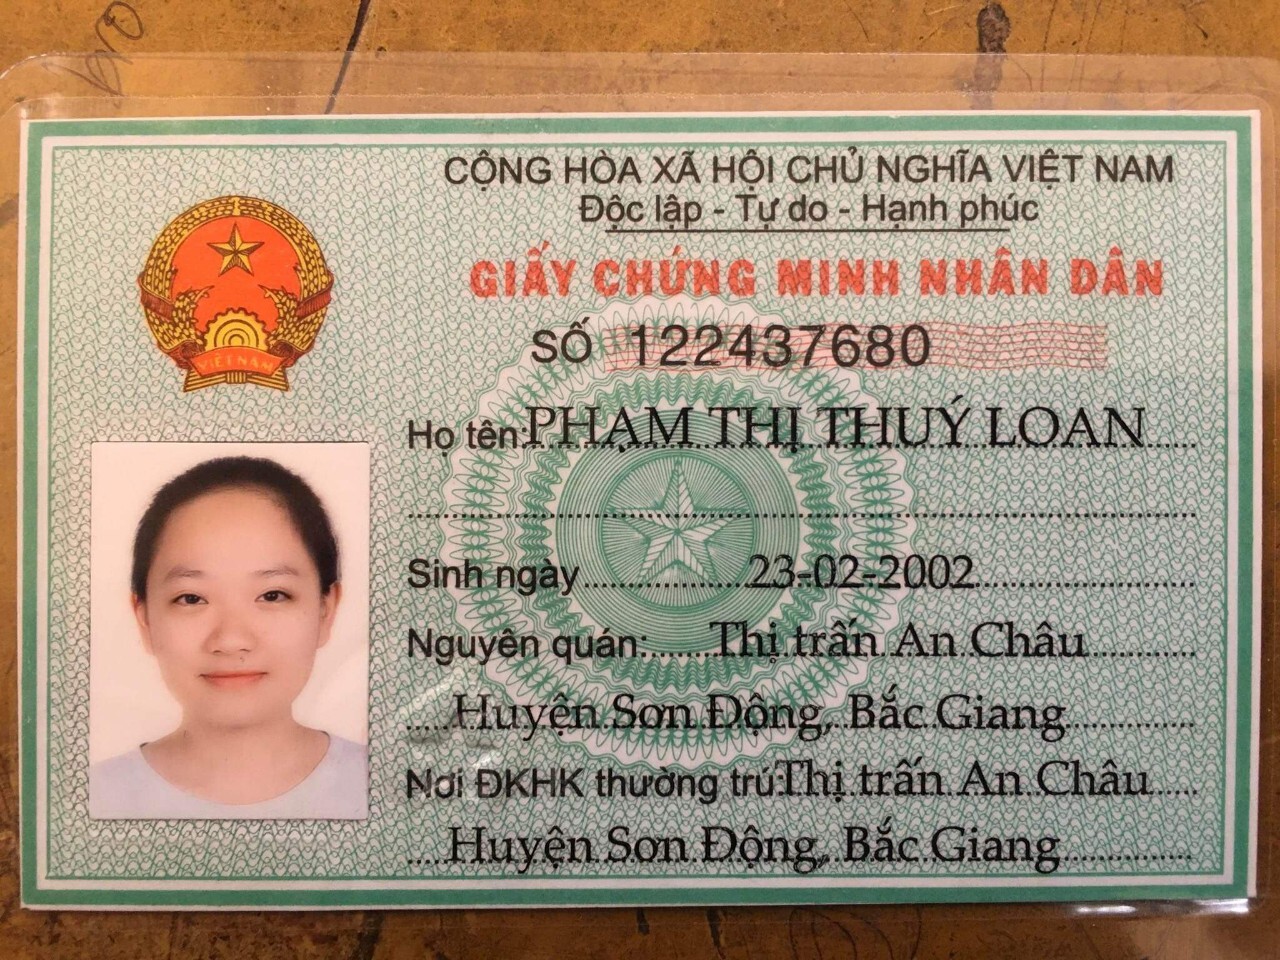 CỘNG HÒA XÃ HỘI CHỦ NGHĨA VIỆT NAM
Độc lập - Tự do - Hạnh phúc
GIẤY CHỨNG MINH NHÂN DÂN
SỐ 122437680
VIỆT NAM
Họ tên: PHẠM THỊ THUÝ LOAN
Sinh ngày 23-02-2002
Nguyên quán: Thị trấn An Châu
Huyện Sơn Động, Bắc Giang
Nơi ĐKHK thường trú: Thị trấn An Châu
Huyện Sơn Động, Bắc Giang